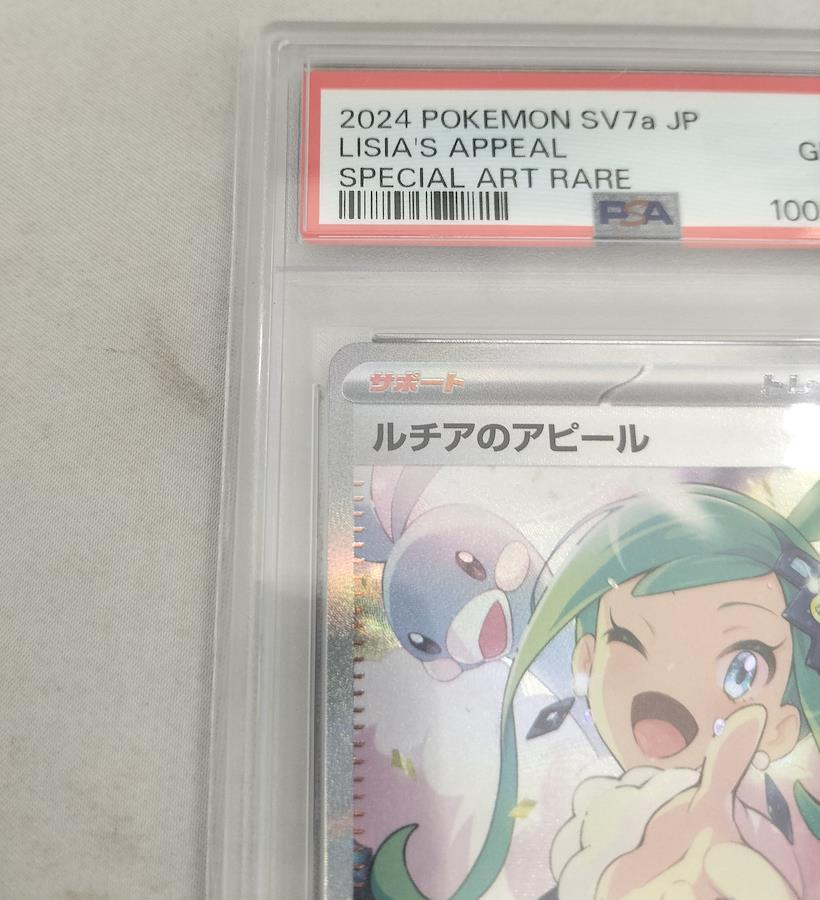 2024 POKEMON SV7a JP
LISIA'S APPEAL
SPECIAL ART RARE
PSA
100
サポート
ルチアのアピール